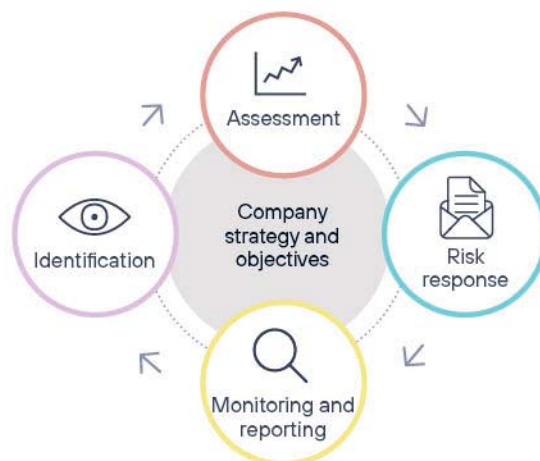 Assessment
Company
strategy and
objectives
Identification
Risk
response
Monitoring and
reporting